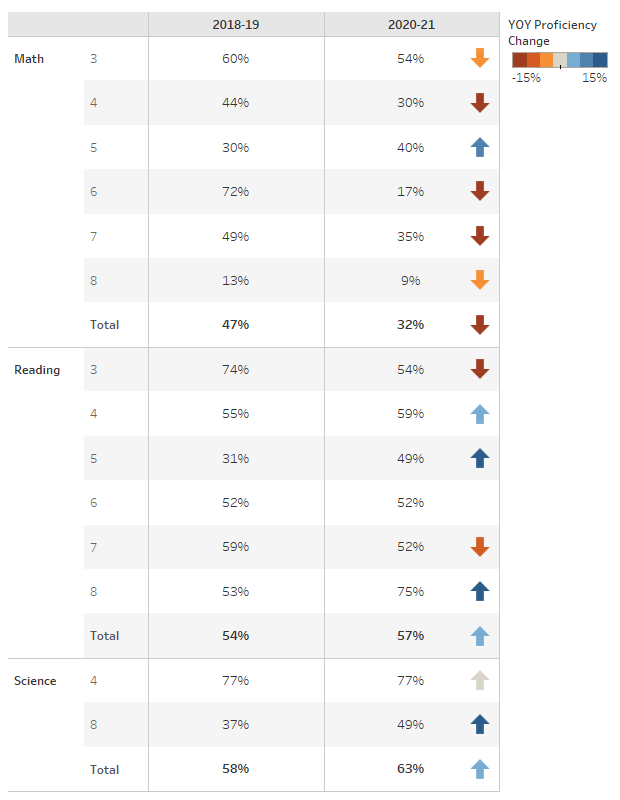 2018-19 2020-21
Math 3 60% 54%
4 44% 30%
5 30% 40%
6 72% 17%
7 49% 35%
8 13% 9%
Total 47% 32%
Reading 3 74% 54%
4 55% 59%
5 31% 49%
6 52% 52%
7 59% 52%
8 53% 75%
Total 54% 57%
Science 4 77% 77%
8 37% 49%
Total 58% 63%
YOY Proficiency
Change
-15% 15%